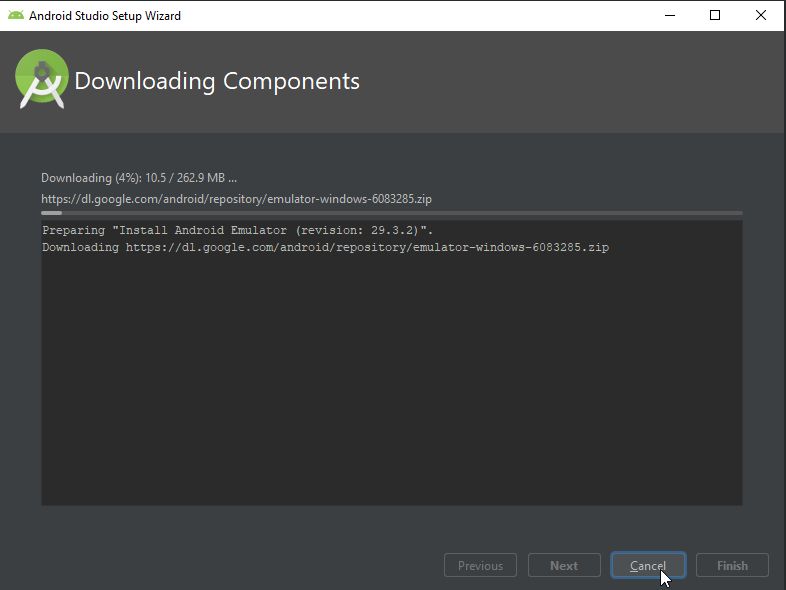 Android Studio Setup Wizard
Downloading Components
Downloading (4%): 10.5 / 262.9 MB ...
https://dl.google.com/android/repository/emulator-windows-6083285.zip
Preparing "Install Android Emulator (revision: 29.3.2)".
Downloading https://dl.google.com/android/repository/emulator-windows-6083285.zip
Previous Next Cancel Finish